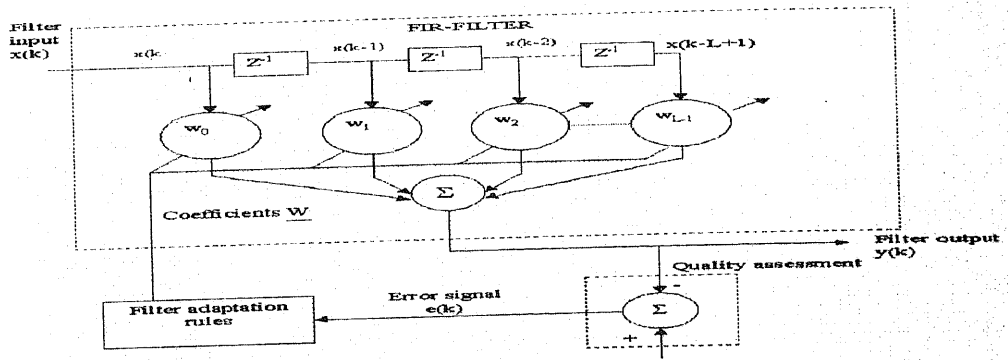 FIR-FILTER
Filter
input
x(k)
x(k
x(k-1)
x(k-2)
x(k-L+1)
Z-1
Z-1
Z-1
w0
w1
w2
wL-1
Σ
Coefficients W
Filter output
y(k)
Quality assessment
-
Error signal
e(k)
Filter adaptation
rules
Σ
+